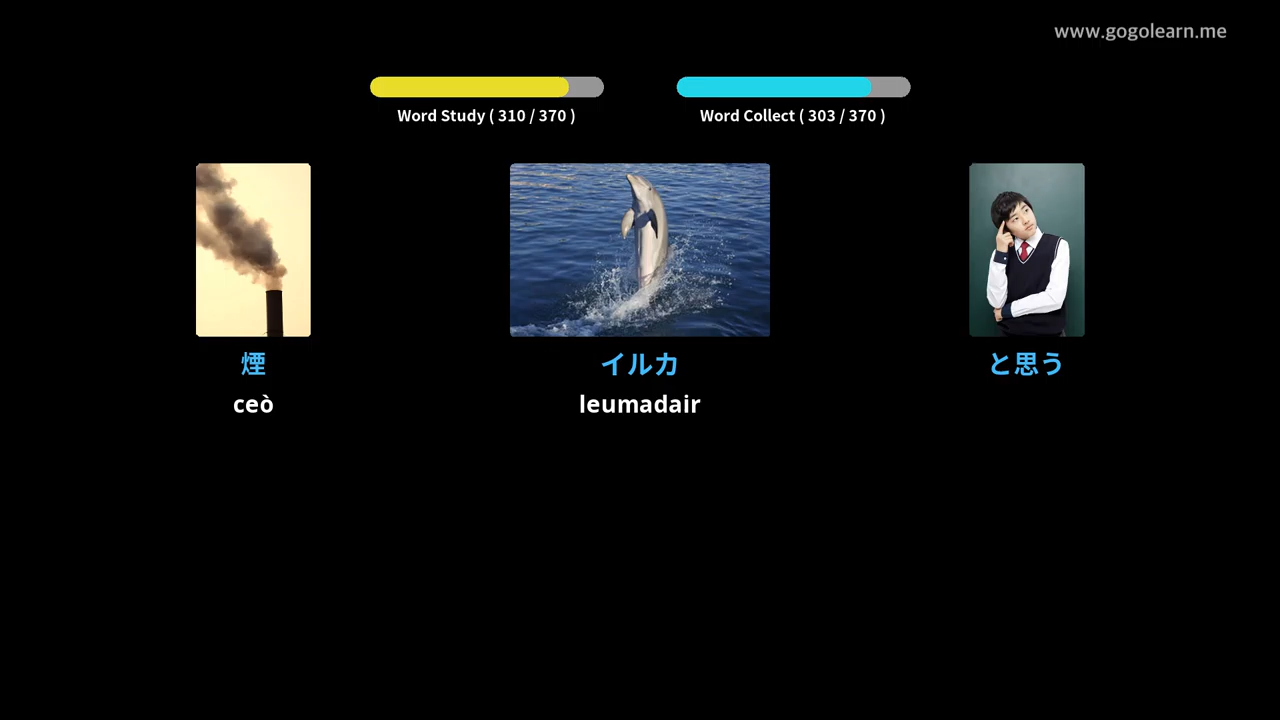 www.gogolearn.me
Word Study ( 310 / 370 )
Word Collect ( 303 / 370 )
煙
イルカ
と思う
ceò
leumadair